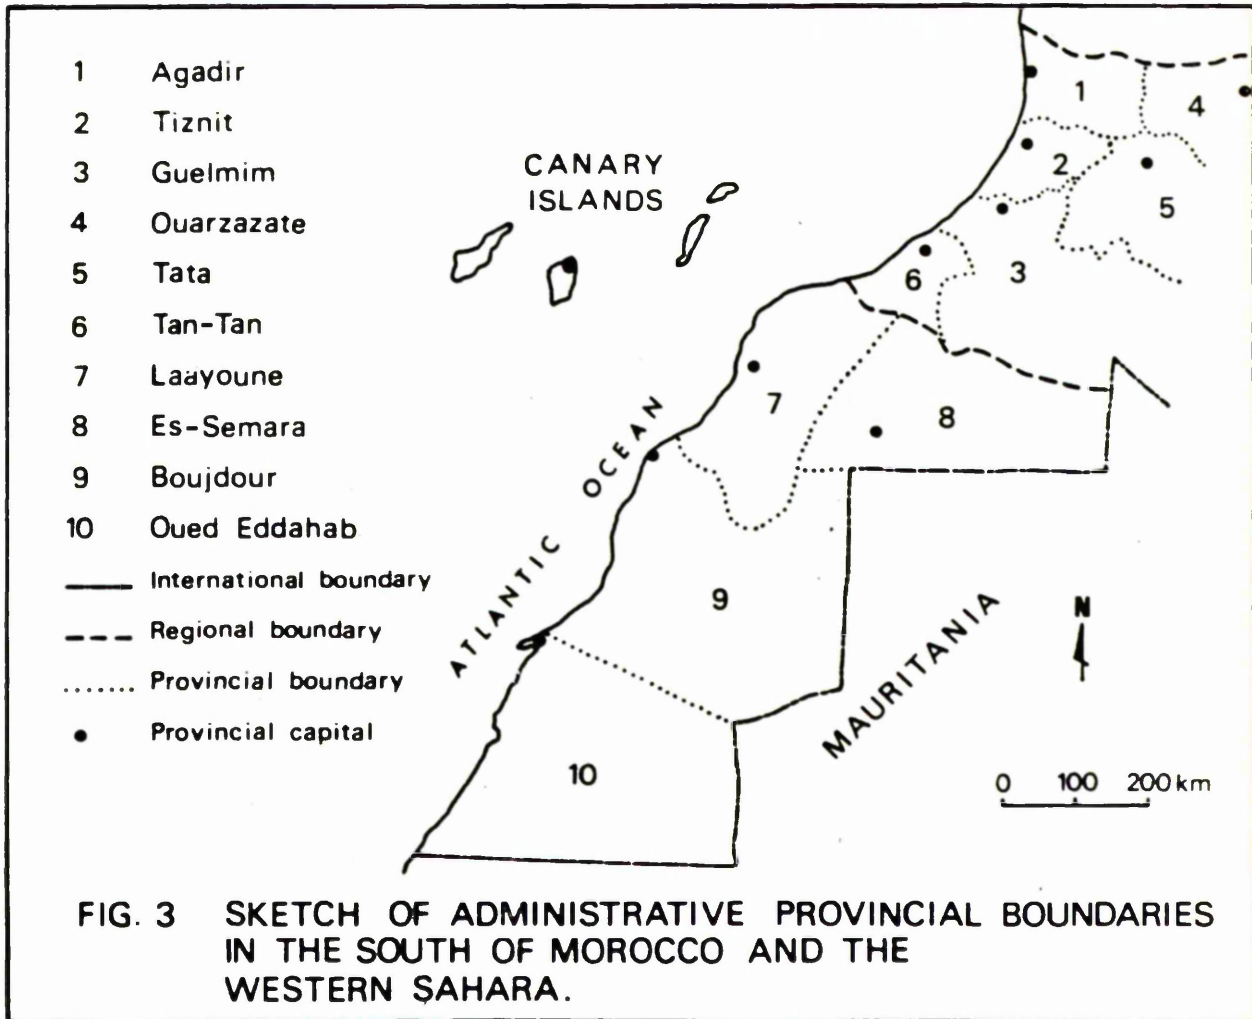 1 Agadir
2 Tiznit
3 Guelmim
4 Ouarzazate
5 Tata
6 Tan-Tan
7 Laayoune
8 Es-Semara
9 Boujdour
10 Oued Eddahab
International boundary
Regional boundary
Provincial boundary
Provincial capital
CANARY
ISLANDS
ATLANTIC OCEAN
MAURITANIA
N
0 100 200 km
1
4
2
5
3
6
7
8
9
10
FIG. 3 SKETCH OF ADMINISTRATIVE PROVINCIAL BOUNDARIES
IN THE SOUTH OF MOROCCO AND THE
WESTERN SAHARA.